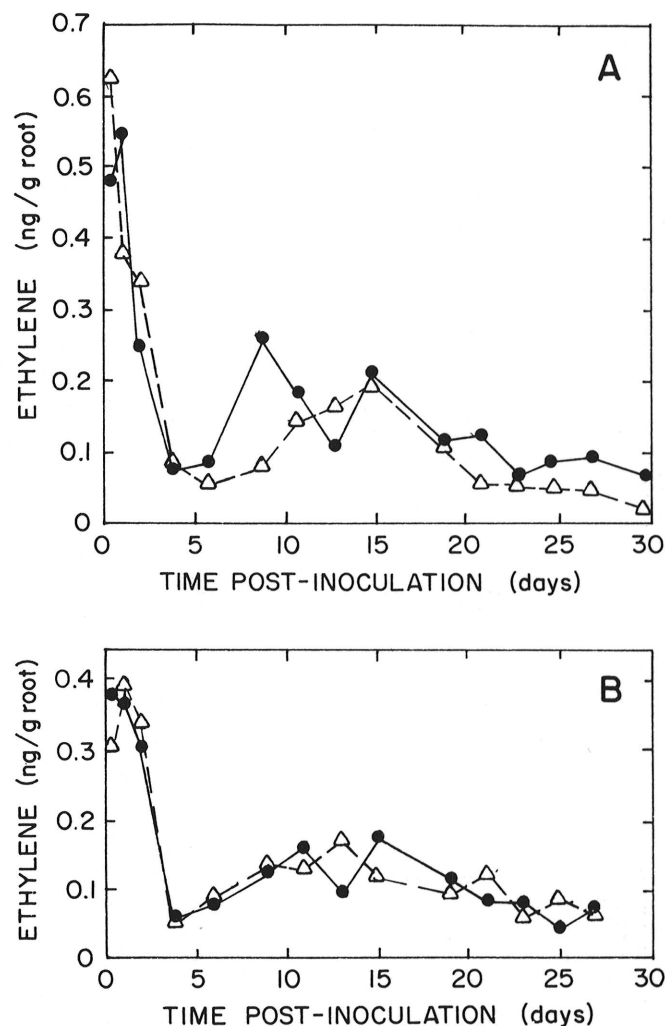 0.7
A
0.6
0.5
0.4
0.3
0.2
0.1
0
ETHYLENE (ng/g root)
0 5 10 15 20 25 30
TIME POST-INOCULATION (days)
B
0.4
0.3
0.2
0.1
0
ETHYLENE (ng/g root)
0 5 10 15 20 25 30
TIME POST-INOCULATION (days)